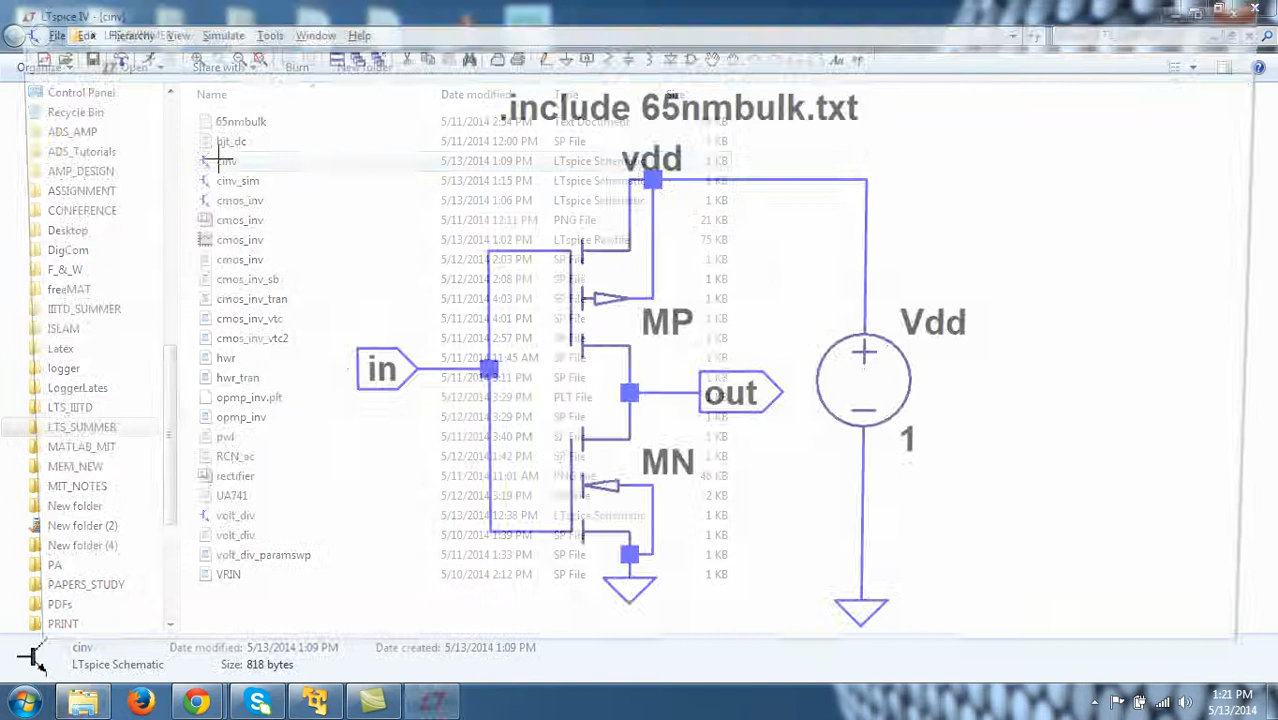 LTspice IV - [cinv]
File Edit Hierarchy View Simulate Tools Window Help
Organize Open Share with Burn New folder
Control Panel
Recycle Bin
ADS_AMP
ADS_Tutorials
AMP_DESIGN
ASSIGNMENT
CONFERENCE
Desktop
DigCom
F_&_W
freeMAT
IIITD_SUMMER
ISLAM
Latex
logger
LoggerLates
LTS_IIITD
LTS_SUMMER
MATLAB_MIT
MEM_NEW
MIT_NOTES
New folder
New folder (2)
New folder (4)
PA
PAPERS_STUDY
PDFs
PRINT
Name Date modified Type Size
65nmbulk 5/11/2014 2:54 PM Text Document
bjt_dc 5/11/2014 12:00 PM SP File 1 KB
cinv 5/13/2014 1:09 PM LTspice Schematic 1 KB
cinv_sim 5/13/2014 1:15 PM LTspice Schematic 1 KB
cmos_inv 5/13/2014 1:06 PM LTspice Schematic 1 KB
cmos_inv 5/11/2014 12:11 PM PNG File 21 KB
cmos_inv 5/13/2014 1:02 PM LTspice Rawfile 75 KB
cmos_inv 5/12/2014 2:03 PM SP File 1 KB
cmos_inv_sb 5/12/2014 2:08 PM SP File 1 KB
cmos_inv_tran 5/11/2014 4:03 PM SP File 1 KB
cmos_inv_vtc 5/11/2014 4:01 PM SP File 1 KB
cmos_inv_vtc2 5/11/2014 2:57 PM SP File 1 KB
hwr 11:45 AM SP File 1 KB
hwr_tran 3:11 PM SP File 1 KB
opmp_inv.plt 5/12/2014 3:29 PM PLT File 1 KB
opmp_inv 5/12/2014 3:29 PM SP File 1 KB
pwl 3:40 PM SP File 1 KB
RCN_ac 1:42 PM SP File 1 KB
rectifier 11:01 AM PNG File 46 KB
UA741 5/12/2014 3:19 PM 2 KB
volt_div 5/13/2014 12:38 PM LTspice Schematic 1 KB
volt_div 5/10/2014 1:39 PM SP File 1 KB
volt_div_paramswp 5/11/2014 1:33 PM SP File 1 KB
VRIN 5/10/2014 2:12 PM SP File 1 KB
.include 65nmbulk.txt
vdd
MP
Vdd
in
out
1
MN
cinv Date modified: 5/13/2014 1:09 PM Date created: 5/13/2014 1:09 PM
LTspice Schematic Size: 818 bytes
1:21 PM
5/13/2014